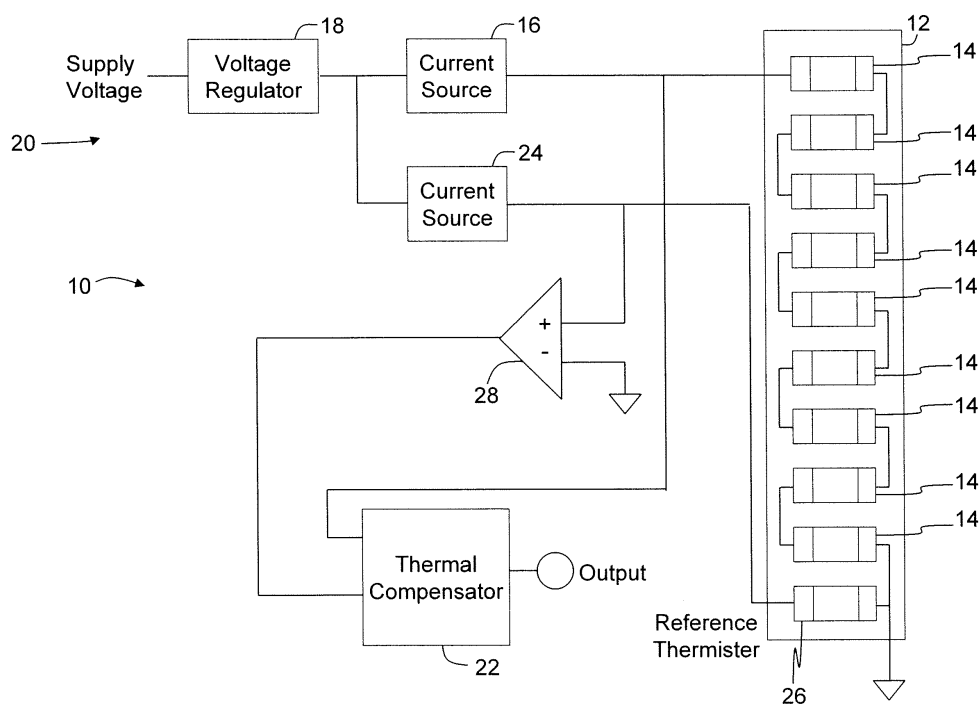 18
16
12
Supply
Voltage
Voltage
Regulator
Current
Source
14
20
14
24
14
Current
Source
14
10
14
+
-
28
14
14
14
14
Thermal
Compensator
Output
Reference
Thermister
22
26